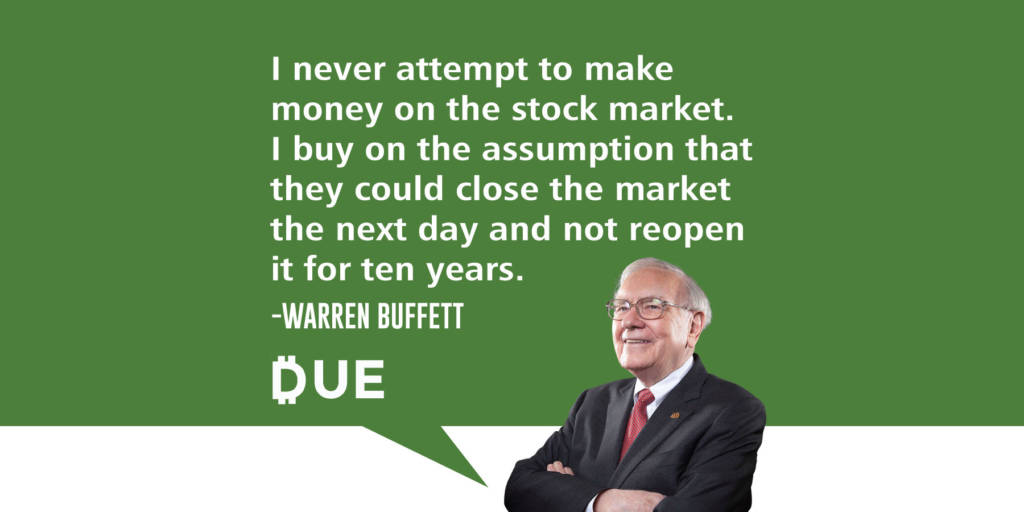 I never attempt to make
money on the stock market.
I buy on the assumption that
they could close the market
the next day and not reopen
it for ten years.
-WARREN BUFFETT
DUE